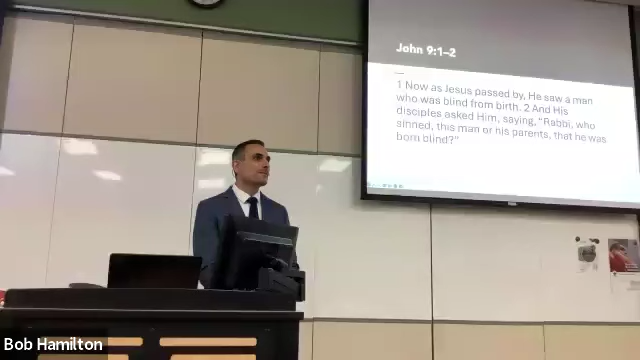 John 9:1–2
1 Now as Jesus passed by, He saw a man
who was blind from birth. 2 And His
disciples asked Him, saying, “Rabbi, who
sinned, this man or his parents, that he was
born blind?”
Bob Hamilton